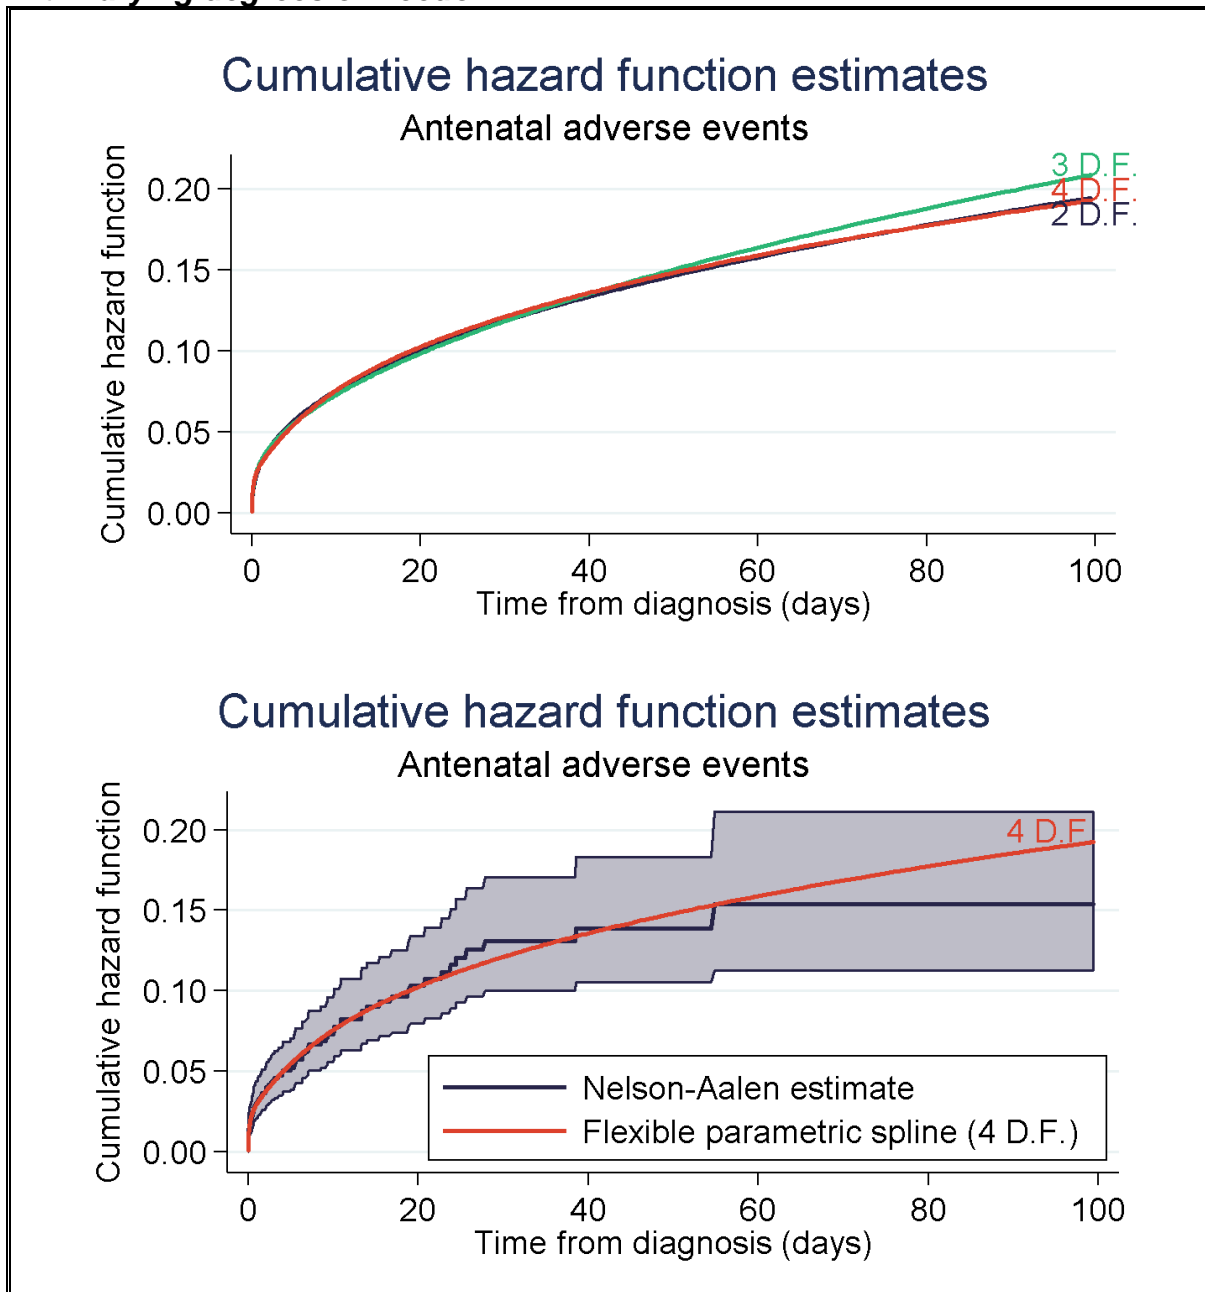 Cumulative hazard function estimates
Antenatal adverse events
Cumulative hazard function
0.20
0.15
0.10
0.05
0.00
3 D.F.
4 D.F.
2 D.F.
0 20 40 60 80 100
Time from diagnosis (days)
Cumulative hazard function estimates
Antenatal adverse events
Cumulative hazard function
0.20
0.15
0.10
0.05
0.00
4 D.F
Nelson-Aalen estimate
Flexible parametric spline (4 D.F.)
0 20 40 60 80 100
Time from diagnosis (days)